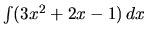 ∫(3x² + 2x − 1) dx